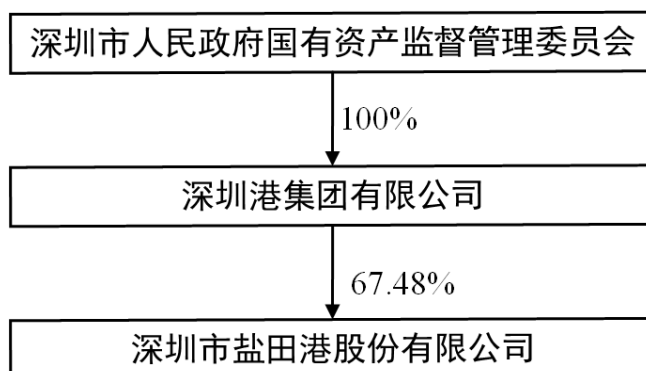 深圳市人民政府国有资产监督管理委员会
100%
深圳港集团有限公司
67.48%
深圳市盐田港股份有限公司